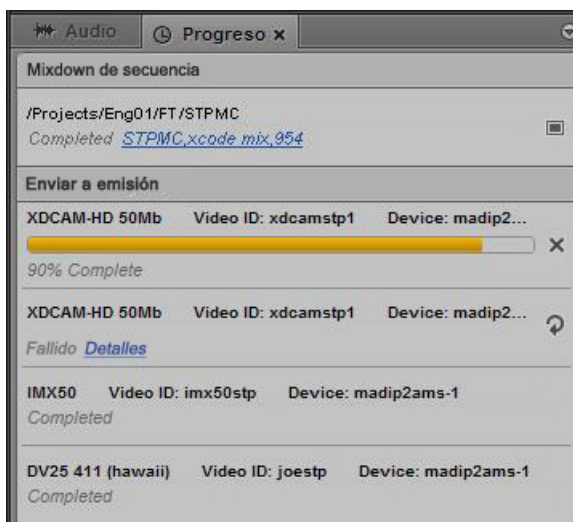 Audio
Progreso
Mixdown de secuencia
/Projects/Eng01/FT/STPMC
Completed STPMC,xcode mix,954
Enviar a emisión
XDCAM-HD 50Mb Video ID: xdcamstp1 Device: madip2...
90% Complete
XDCAM-HD 50Mb Video ID: xdcamstp1 Device: madip2...
Fallido Detalles
IMX50 Video ID: imx50stp Device: madip2ams-1
Completed
DV25 411 (hawaii) Video ID: joestp Device: madip2ams-1
Completed